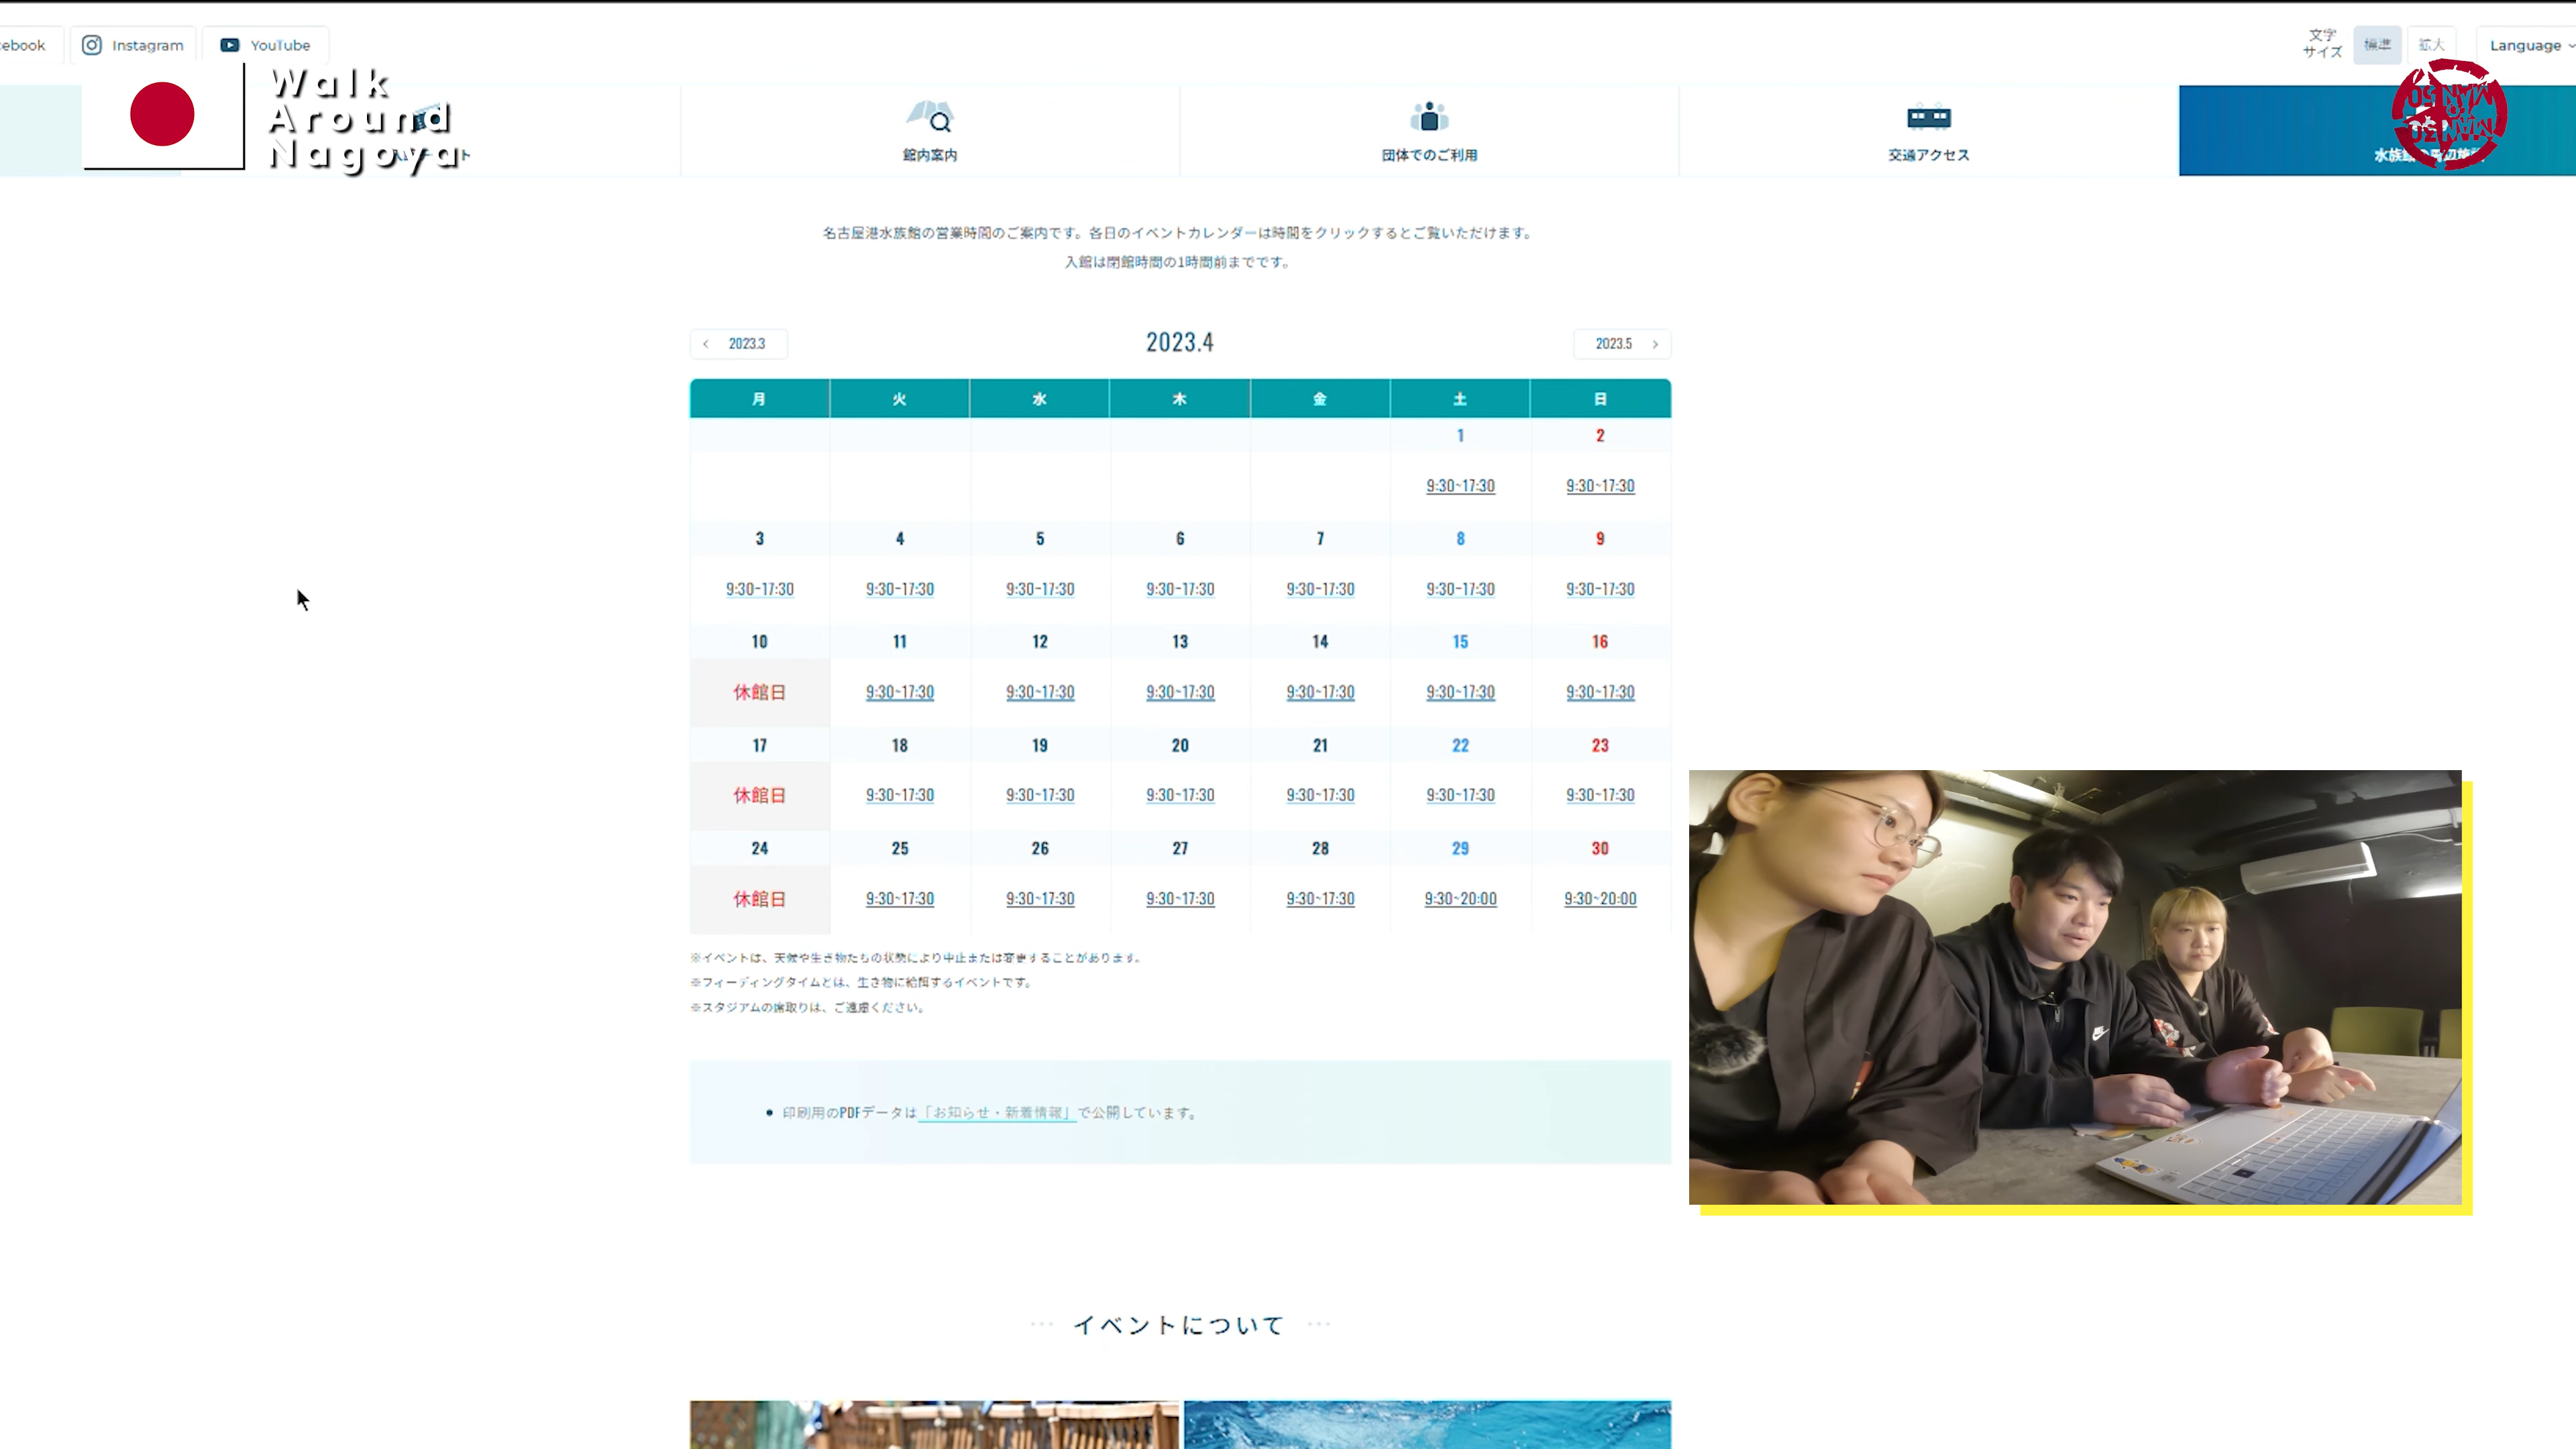 ebook
Instagram
YouTube
文字
サイズ
標準
拡大
Language
Walk
Around
Nagoya
ト
館内案内
団体でのご利用
交通アクセス
水族館の周辺施設
MAN TO
名古屋港水族館の営業時間のご案内です。各日のイベントカレンダーは時間をクリックするとご覧いただけます。
入館は閉館時間の1時間前までです。
2023.3
2023.4
2023.5
月 火 水 木 金 土 日
1 2
9:30~17:30 9:30~17:30
3 4 5 6 7 8 9
9:30~17:30 9:30~17:30 9:30~17:30 9:30~17:30 9:30~17:30 9:30~17:30 9:30~17:30
10 11 12 13 14 15 16
休館日 9:30~17:30 9:30~17:30 9:30~17:30 9:30~17:30 9:30~17:30 9:30~17:30
17 18 19 20 21 22 23
休館日 9:30~17:30 9:30~17:30 9:30~17:30 9:30~17:30 9:30~17:30 9:30~17:30
24 25 26 27 28 29 30
休館日 9:30~17:30 9:30~17:30 9:30~17:30 9:30~17:30 9:30~20:00 9:30~20:00
※イベントは、天候や生き物たちの状態により中止または変更することがあります。
※フィーディングタイムとは、生き物に給餌するイベントです。
※スタジアムの席取りは、ご遠慮ください。
• 印刷用のPDFデータは「お知らせ・新着情報」で公開しています。
··· イベントについて ···